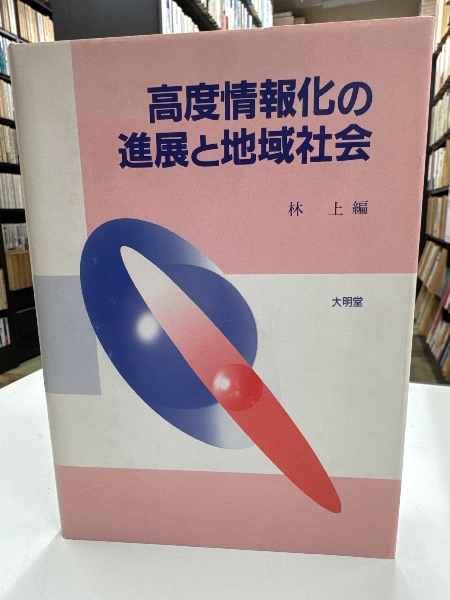 高度情報化の
進展と地域社会
林 上 編
大明堂